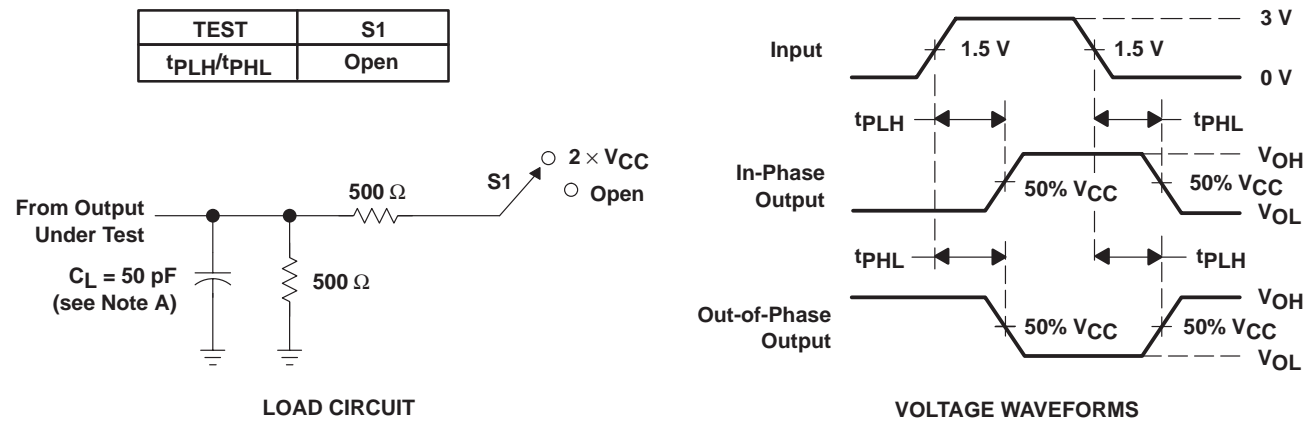 TEST S1
tPLH/tPHL Open
2 × VCC
S1
Open
500 Ω
From Output
Under Test
CL = 50 pF
(see Note A)
500 Ω
LOAD CIRCUIT
Input
1.5 V
1.5 V
3 V
0 V
tPLH
tPHL
In-Phase
Output
50% VCC
50% VCC
VOH
VOL
tPHL
tPLH
Out-of-Phase
Output
50% VCC
50% VCC
VOH
VOL
VOLTAGE WAVEFORMS